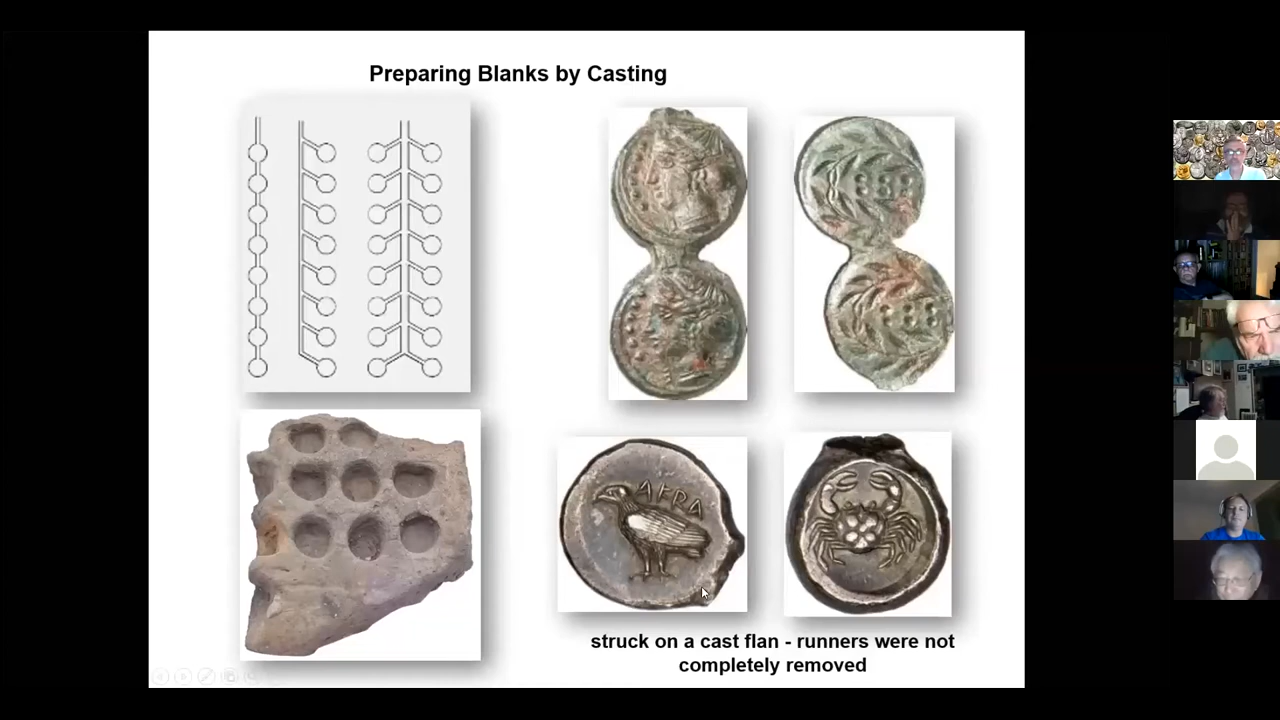 Preparing Blanks by Casting
AKRA
struck on a cast flan - runners were not
completely removed